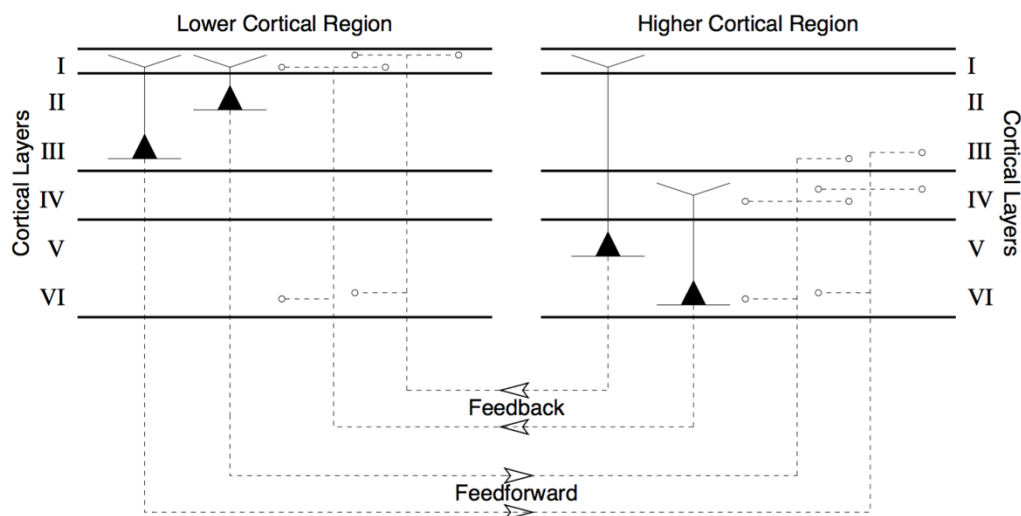 Lower Cortical Region
Higher Cortical Region
Cortical Layers
I
II
III
IV
V
VI
I
II
III
IV
V
VI
Cortical Layers
Feedback
Feedforward